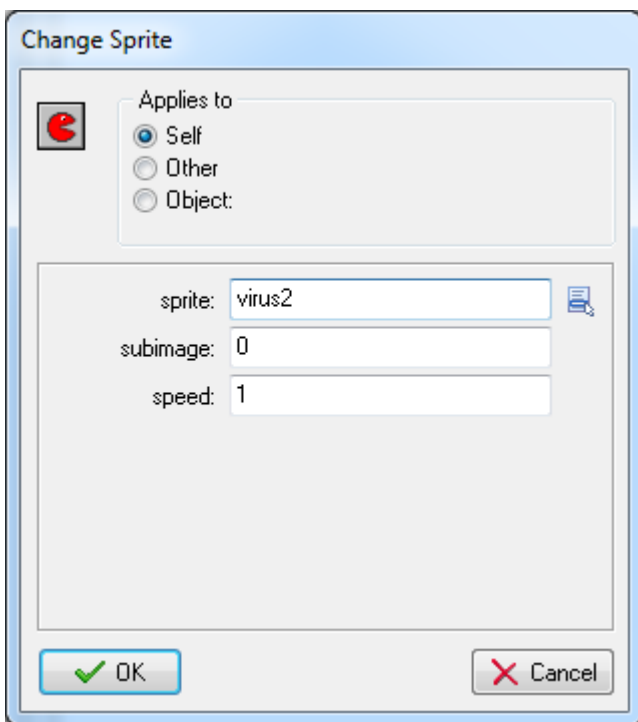 Change Sprite
Applies to
Self
Other
Object:
sprite: virus2
subimage: 0
speed: 1
OK Cancel